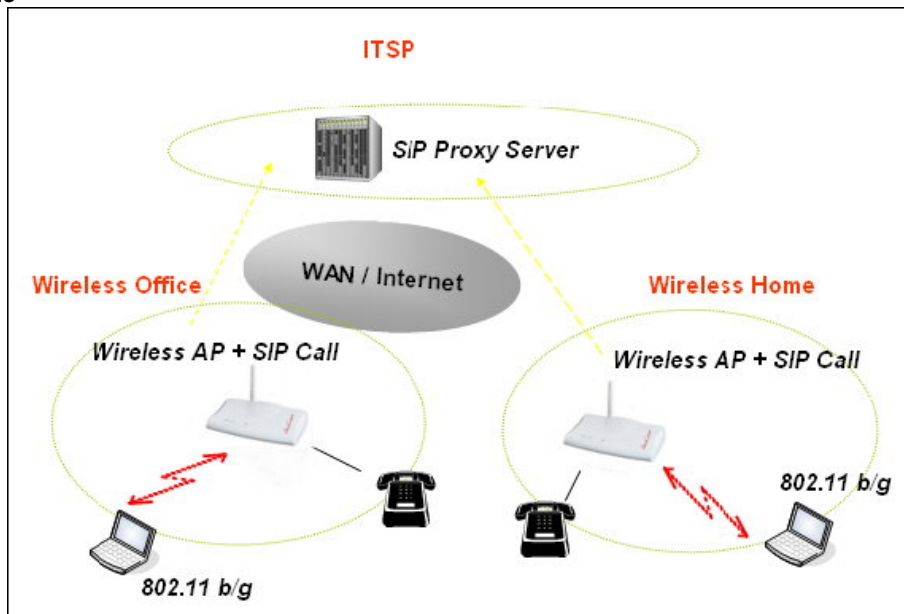 ITSP
SIP Proxy Server
WAN / Internet
Wireless Office
Wireless Home
Wireless AP + SIP Call
Wireless AP + SIP Call
802.11 b/g
802.11 b/g